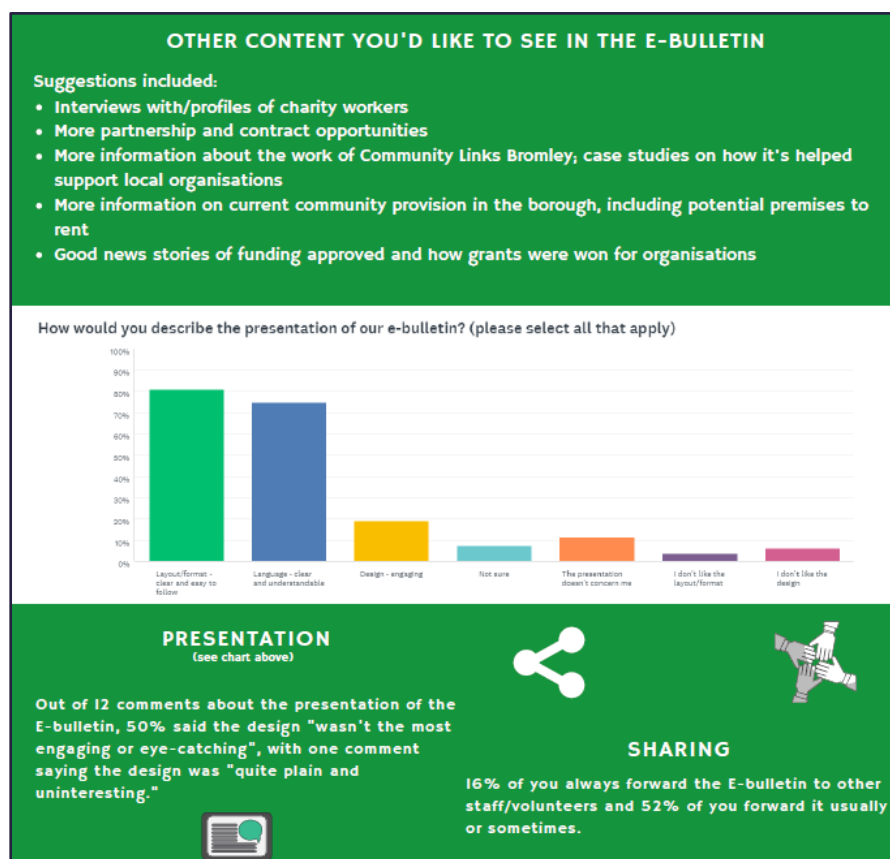 OTHER CONTENT YOU'D LIKE TO SEE IN THE E-BULLETIN
Suggestions included:
• Interviews with/profiles of charity workers
• More partnership and contract opportunities
• More information about the work of Community Links Bromley; case studies on how it's helped
support local organisations
• More information on current community provision in the borough, including potential premises to
rent
• Good news stories of funding approved and how grants were won for organisations
How would you describe the presentation of our e-bulletin? (please select all that apply)
100%
90%
80%
70%
60%
50%
40%
30%
20%
10%
0%
Layout/format -
clear and easy to
follow
Language - clear
and understandable
Design - engaging
Not sure
The presentation
doesn't concern me
I don't like the
layout/format
I don't like the
design
PRESENTATION
(see chart above)
Out of 12 comments about the presentation of the
E-bulletin, 50% said the design "wasn't the most
engaging or eye-catching", with one comment
saying the design was "quite plain and
uninteresting."
SHARING
16% of you always forward the E-bulletin to other
staff/volunteers and 52% of you forward it usually
or sometimes.